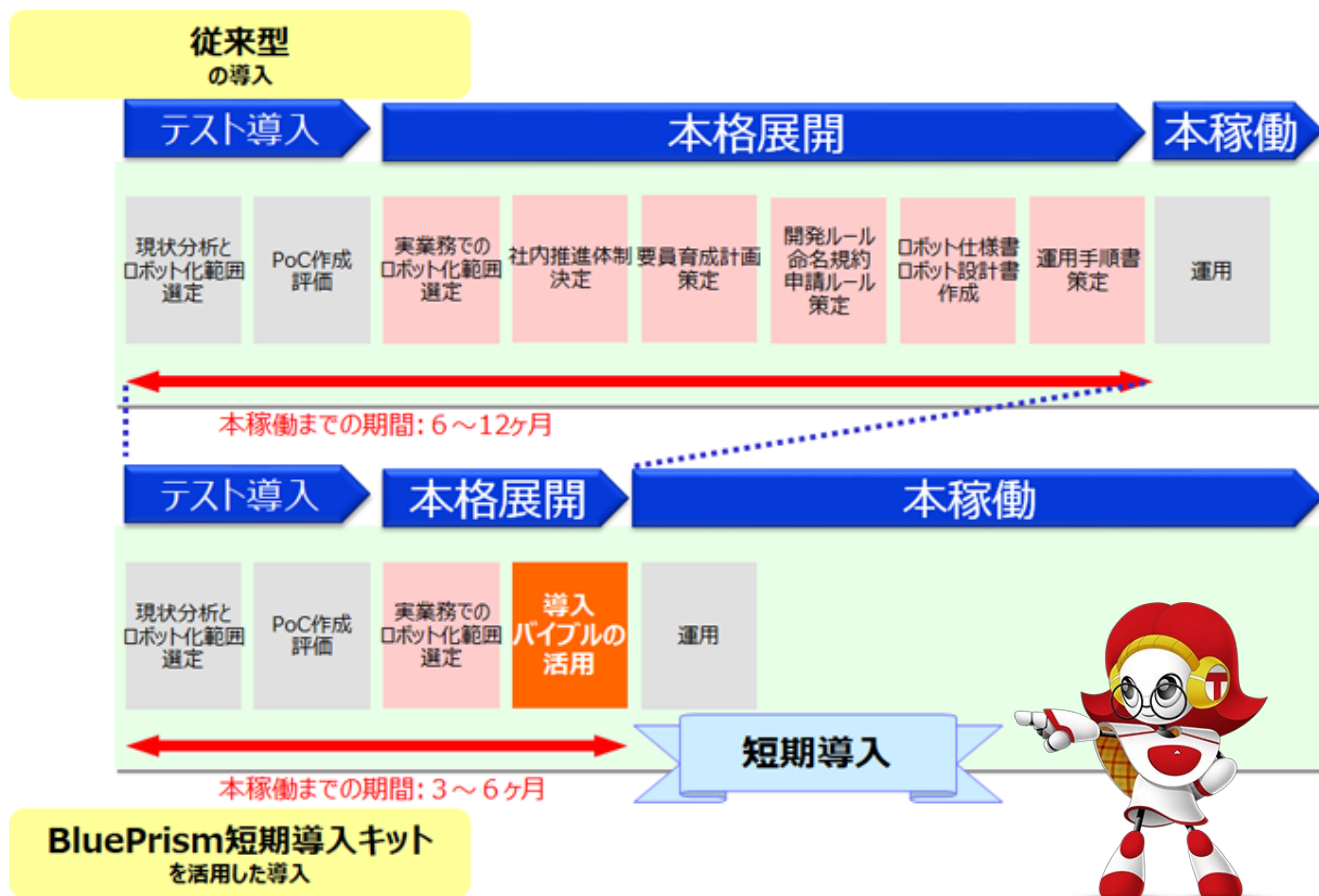 従来型
の導入
テスト導入
本格展開
本稼働
現状分析と
ロボット化範囲
選定
PoC作成
評価
実業務での
ロボット化範囲
選定
社内推進体制
決定
要員育成計画
策定
開発ルール
命名規約
申請ルール
策定
ロボット仕様書
ロボット設計書
作成
運用手順書
策定
運用
本稼働までの期間: 6~12ヶ月
テスト導入
本格展開
本稼働
現状分析と
ロボット化範囲
選定
PoC作成
評価
実業務での
ロボット化範囲
選定
導入
バイブルの
活用
運用
T
短期導入
本稼働までの期間: 3~6ヶ月
BluePrism短期導入キット
を活用した導入